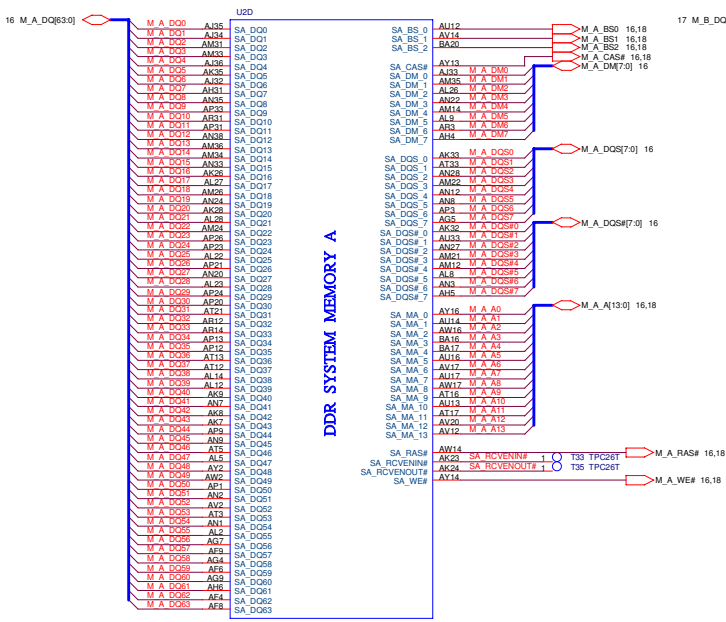 U2D
16 M_A_DQ[63:0]
M_A_DQ0 AJ35 SA_DQ0
M_A_DQ1 AJ34 SA_DQ1
M_A_DQ2 AM31 SA_DQ2
M_A_DQ3 AM33 SA_DQ3
M_A_DQ4 AJ36 SA_DQ4
M_A_DQ5 AK35 SA_DQ5
M_A_DQ6 AJ32 SA_DQ6
M_A_DQ7 AH31 SA_DQ7
M_A_DQ8 AN35 SA_DQ8
M_A_DQ9 AP33 SA_DQ9
M_A_DQ10 AR31 SA_DQ10
M_A_DQ11 AP31 SA_DQ11
M_A_DQ12 AN38 SA_DQ12
M_A_DQ13 AM36 SA_DQ13
M_A_DQ14 AM34 SA_DQ14
M_A_DQ15 AN33 SA_DQ15
M_A_DQ16 AK26 SA_DQ16
M_A_DQ17 AL27 SA_DQ17
M_A_DQ18 AM26 SA_DQ18
M_A_DQ19 AN24 SA_DQ19
M_A_DQ20 AK28 SA_DQ20
M_A_DQ21 AL28 SA_DQ21
M_A_DQ22 AM24 SA_DQ22
M_A_DQ23 AP26 SA_DQ23
M_A_DQ24 AP23 SA_DQ24
M_A_DQ25 AL22 SA_DQ25
M_A_DQ26 AP21 SA_DQ26
M_A_DQ27 AN20 SA_DQ27
M_A_DQ28 AL23 SA_DQ28
M_A_DQ29 AP24 SA_DQ29
M_A_DQ30 AP20 SA_DQ30
M_A_DQ31 AT21 SA_DQ31
M_A_DQ32 AR12 SA_DQ32
M_A_DQ33 AR14 SA_DQ33
M_A_DQ34 AP13 SA_DQ34
M_A_DQ35 AP12 SA_DQ35
M_A_DQ36 AT13 SA_DQ36
M_A_DQ37 AT12 SA_DQ37
M_A_DQ38 AL14 SA_DQ38
M_A_DQ39 AL12 SA_DQ39
M_A_DQ40 AK9 SA_DQ40
M_A_DQ41 AN7 SA_DQ41
M_A_DQ42 AK8 SA_DQ42
M_A_DQ43 AK7 SA_DQ43
M_A_DQ44 AP9 SA_DQ44
M_A_DQ45 AN9 SA_DQ45
M_A_DQ46 AT5 SA_DQ46
M_A_DQ47 AL5 SA_DQ47
M_A_DQ48 AY2 SA_DQ48
M_A_DQ49 AW2 SA_DQ49
M_A_DQ50 AP1 SA_DQ50
M_A_DQ51 AN2 SA_DQ51
M_A_DQ52 AV2 SA_DQ52
M_A_DQ53 AT3 SA_DQ53
M_A_DQ54 AN1 SA_DQ54
M_A_DQ55 AL2 SA_DQ55
M_A_DQ56 AG7 SA_DQ56
M_A_DQ57 AF9 SA_DQ57
M_A_DQ58 AG4 SA_DQ58
M_A_DQ59 AF6 SA_DQ59
M_A_DQ60 AG9 SA_DQ60
M_A_DQ61 AH6 SA_DQ61
M_A_DQ62 AF4 SA_DQ62
M_A_DQ63 AF8 SA_DQ63
DDR SYSTEM MEMORY A
SA_BS_0 AU12 M_A_BS0 16,18
SA_BS_1 AV14 M_A_BS1 16,18
SA_BS_2 BA20 M_A_BS2 16,18
SA_CAS# AY13 M_A_CAS# 16,18
SA_DM_0 AJ33 M_A_DM0 M_A_DM[7:0] 16
SA_DM_1 AM35 M_A_DM1
SA_DM_2 AL26 M_A_DM2
SA_DM_3 AN22 M_A_DM3
SA_DM_4 AM14 M_A_DM4
SA_DM_5 AL9 M_A_DM5
SA_DM_6 AR3 M_A_DM6
SA_DM_7 AH4 M_A_DM7
M_A_DQS[7:0] 16
SA_DQS_0 AK33 M_A_DQS0
SA_DQS_1 AT33 M_A_DQS1
SA_DQS_2 AN28 M_A_DQS2
SA_DQS_3 AM22 M_A_DQS3
SA_DQS_4 AN12 M_A_DQS4
SA_DQS_5 AN8 M_A_DQS5
SA_DQS_6 AP3 M_A_DQS6
SA_DQS_7 AG5 M_A_DQS7
M_A_DQS#[7:0] 16
SA_DQS#_0 AK32 M_A_DQS#0
SA_DQS#_1 AU33 M_A_DQS#1
SA_DQS#_2 AN27 M_A_DQS#2
SA_DQS#_3 AM21 M_A_DQS#3
SA_DQS#_4 AM12 M_A_DQS#4
SA_DQS#_5 AL8 M_A_DQS#5
SA_DQS#_6 AN3 M_A_DQS#6
SA_DQS#_7 AH5 M_A_DQS#7
M_A_A[13:0] 16,18
SA_MA_0 AY16 M_A_A0
SA_MA_1 AU14 M_A_A1
SA_MA_2 AW16 M_A_A2
SA_MA_3 BA16 M_A_A3
SA_MA_4 BA17 M_A_A4
SA_MA_5 AU16 M_A_A5
SA_MA_6 AV17 M_A_A6
SA_MA_7 AU17 M_A_A7
SA_MA_8 AW17 M_A_A8
SA_MA_9 AT16 M_A_A9
SA_MA_10 AU13 M_A_A10
SA_MA_11 AT17 M_A_A11
SA_MA_12 AV20 M_A_A12
SA_MA_13 AV12 M_A_A13
SA_RAS# AW14 M_A_RAS# 16,18
SA_RCVENIN# AK23 SA_RCVENIN# 1 T33 TPC26T
SA_RCVENOUT# AK24 SA_RCVENOUT# 1 T35 TPC26T
SA_WE# AY14 M_A_WE# 16,18
17 M_B_DQ